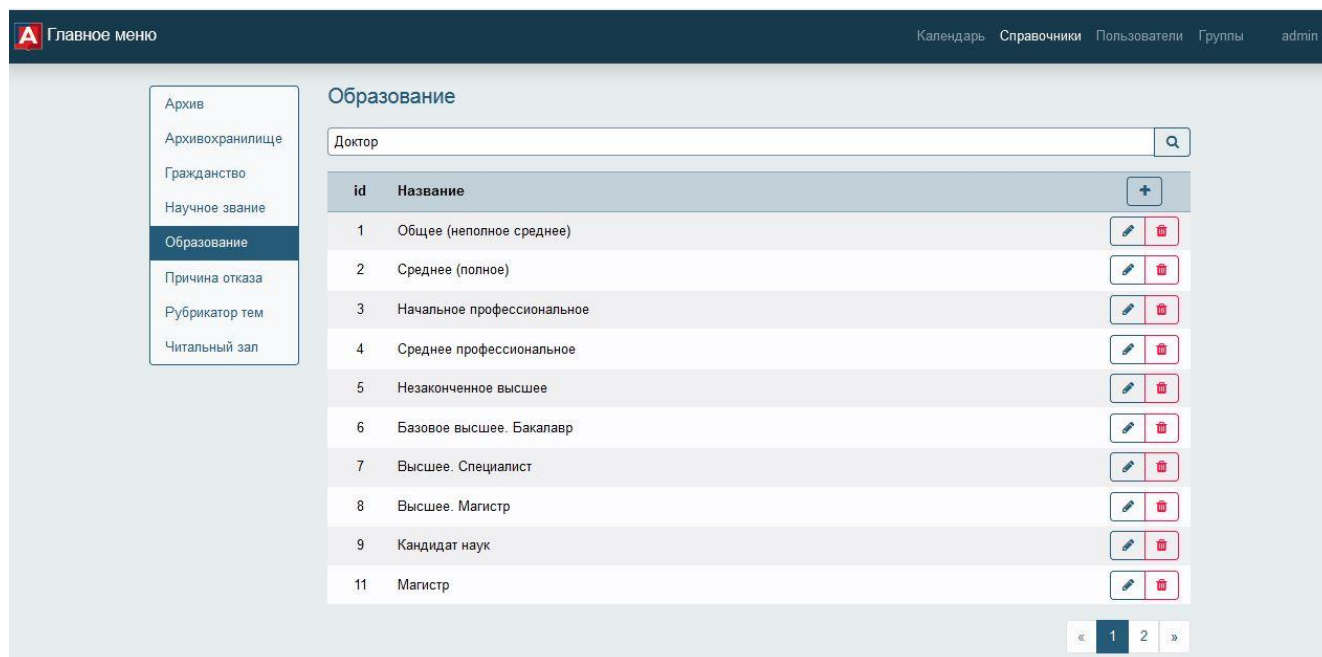 А Главное меню Календарь Справочники Пользователи Группы admin
Архив
Архивохранилище
Гражданство
Научное звание
Образование
Причина отказа
Рубрикатор тем
Читальный зал
Образование
Доктор
id Название +
1 Общее (неполное среднее)
2 Среднее (полное)
3 Начальное профессиональное
4 Среднее профессиональное
5 Незаконченное высшее
6 Базовое высшее. Бакалавр
7 Высшее. Специалист
8 Высшее. Магистр
9 Кандидат наук
11 Магистр
« 1 2 »